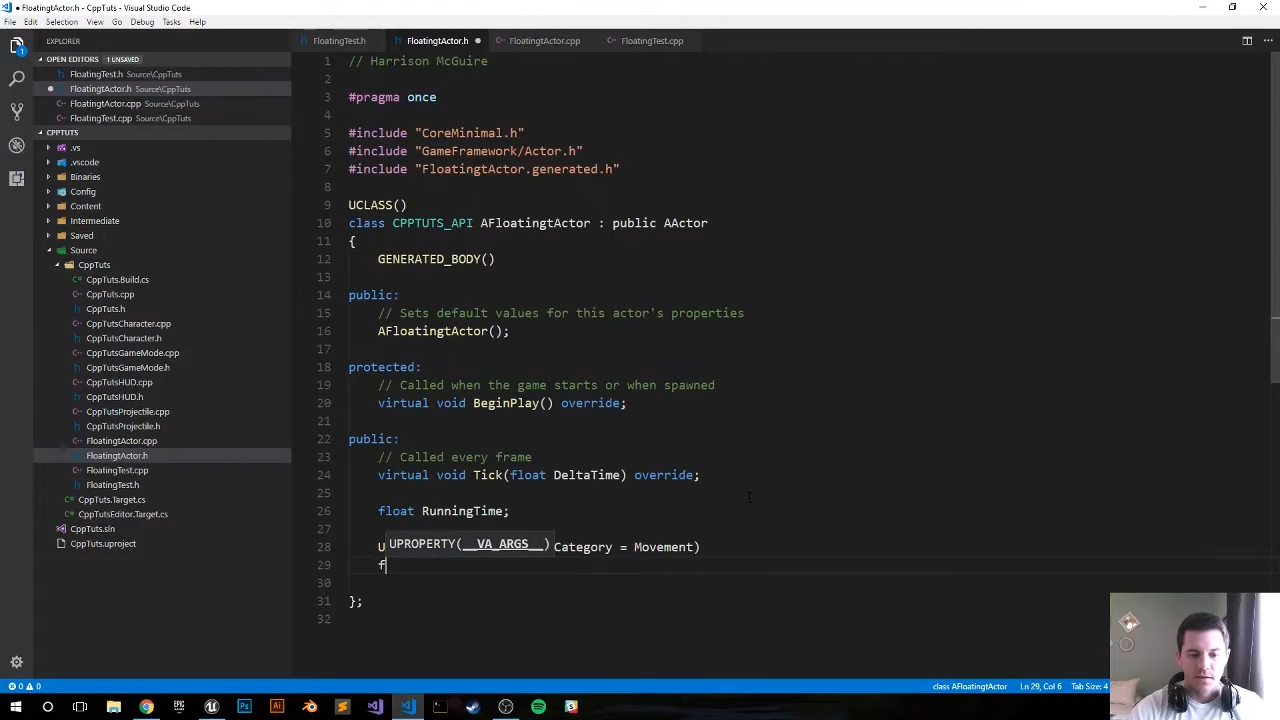 FloatingtActor.h - CppTuts - Visual Studio Code
File Edit Selection View Go Debug Tasks Help
EXPLORER
OPEN EDITORS 1 UNSAVED
FloatingTest.h Source\CppTuts
FloatingtActor.h Source\CppTuts
FloatingtActor.cpp Source\CppTuts
FloatingTest.cpp Source\CppTuts
CPPTUTS
.vs
.vscode
Binaries
Config
Content
Intermediate
Saved
Source
CppTuts
CppTuts.Build.cs
CppTuts.cpp
CppTuts.h
CppTutsCharacter.cpp
CppTutsCharacter.h
CppTutsGameMode.cpp
CppTutsGameMode.h
CppTutsHUD.cpp
CppTutsHUD.h
CppTutsProjectile.cpp
CppTutsProjectile.h
FloatingtActor.cpp
FloatingtActor.h
FloatingTest.cpp
FloatingTest.h
CppTuts.Target.cs
CppTutsEditor.Target.cs
CppTuts.sln
CppTuts.uproject
FloatingTest.h FloatingtActor.h FloatingtActor.cpp FloatingTest.cpp
1 // Harrison McGuire
2
3 #pragma once
4
5 #include "CoreMinimal.h"
6 #include "GameFramework/Actor.h"
7 #include "FloatingtActor.generated.h"
8
9 UCLASS()
10 class CPPTUTS_API AFloatingtActor : public AActor
11 {
12 GENERATED_BODY()
13
14 public:
15 // Sets default values for this actor's properties
16 AFloatingtActor();
17
18 protected:
19 // Called when the game starts or when spawned
20 virtual void BeginPlay() override;
21
22 public:
23 // Called every frame
24 virtual void Tick(float DeltaTime) override;
25
26 float RunningTime;
27
UPROPERTY(__VA_ARGS__)
28 U Category = Movement)
29 f
30
31 };
32
0 0 class AFloatingtActor Ln 29, Col 6 Tab Size: 4